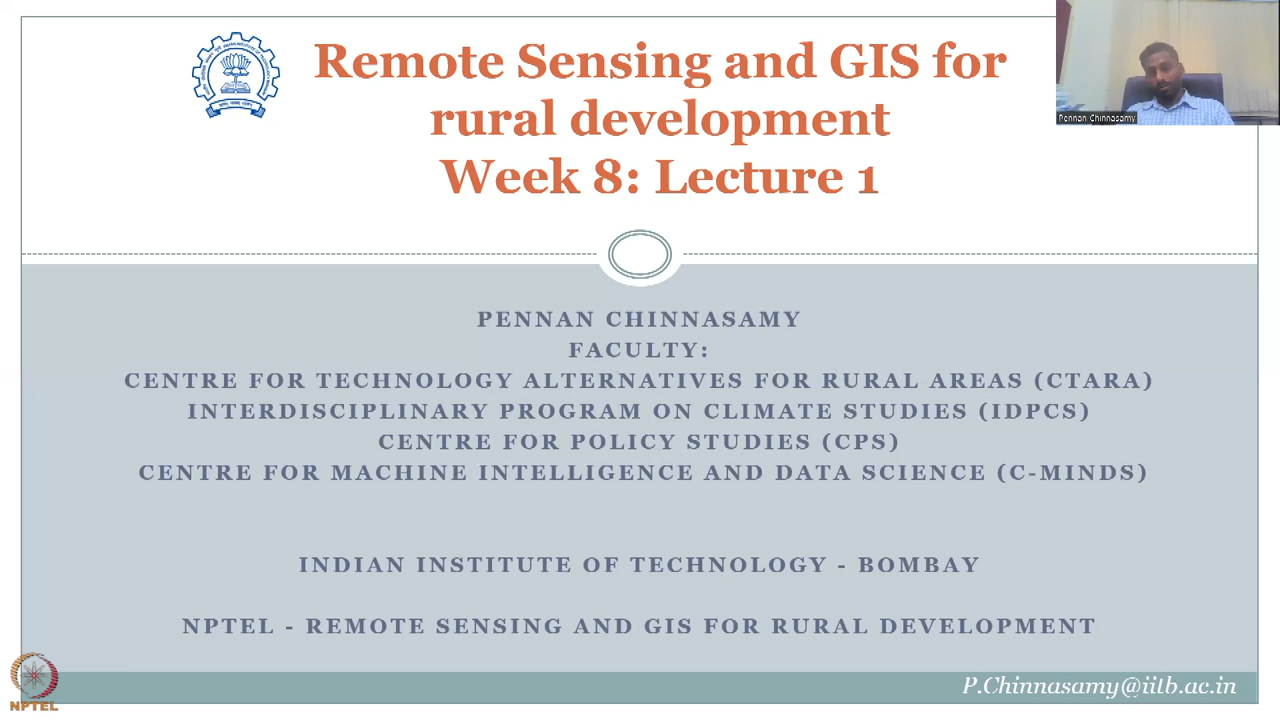 Remote Sensing and GIS for
rural development
Week 8: Lecture 1
Pennan Chinnasamy
PENNAN CHINNASAMY
FACULTY:
CENTRE FOR TECHNOLOGY ALTERNATIVES FOR RURAL AREAS (CTARA)
INTERDISCIPLINARY PROGRAM ON CLIMATE STUDIES (IDPCS)
CENTRE FOR POLICY STUDIES (CPS)
CENTRE FOR MACHINE INTELLIGENCE AND DATA SCIENCE (C-MINDS)
INDIAN INSTITUTE OF TECHNOLOGY - BOMBAY
NPTEL - REMOTE SENSING AND GIS FOR RURAL DEVELOPMENT
NPTEL
P.Chinnasamy@iitb.ac.in